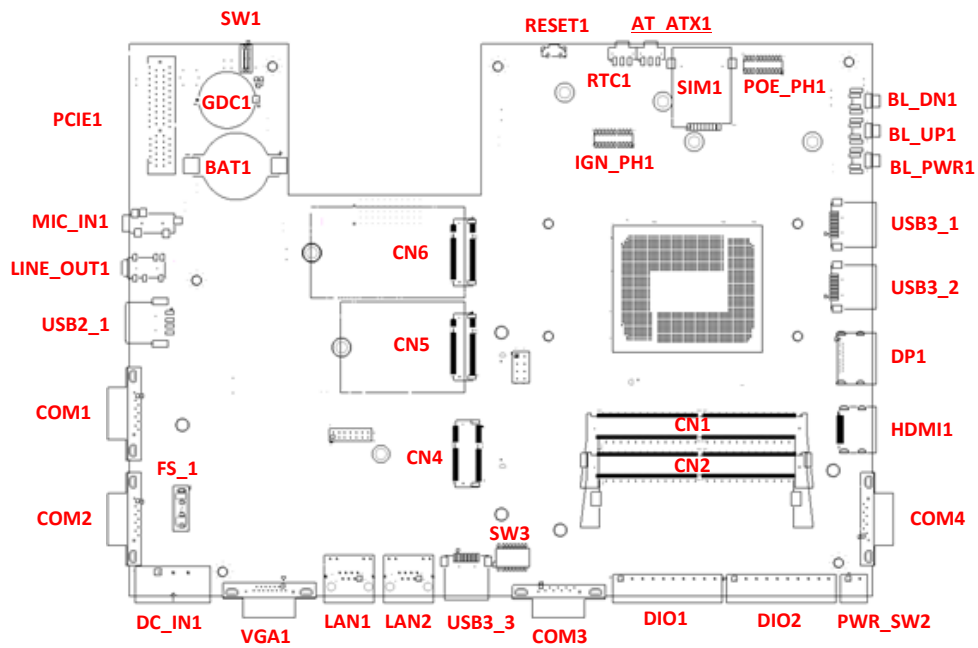 SW1
RESET1
AT_ATX1
RTC1
SIM1
POE_PH1
GDC1
PCIE1
BL_DN1
BL_UP1
IGN_PH1
BAT1
BL_PWR1
MIC_IN1
USB3_1
CN6
LINE_OUT1
USB3_2
USB2_1
CN5
DP1
COM1
CN1
HDMI1
CN4
CN2
FS_1
COM2
COM4
SW3
DC_IN1
VGA1
LAN1
LAN2
USB3_3
COM3
DIO1
DIO2
PWR_SW2